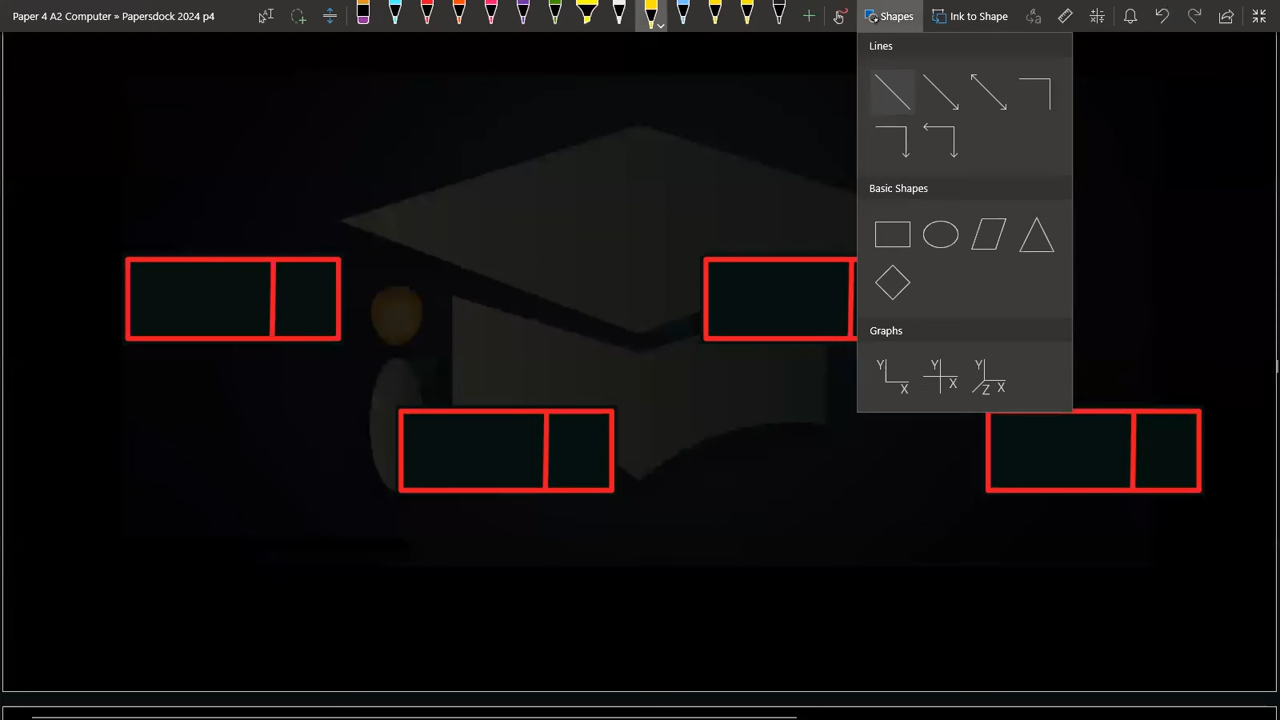 Paper 4 A2 Computer » Papersdock 2024 p4
Shapes
Ink to Shape
Lines
Basic Shapes
Graphs
Y
X
Y
X
Y
Z
X